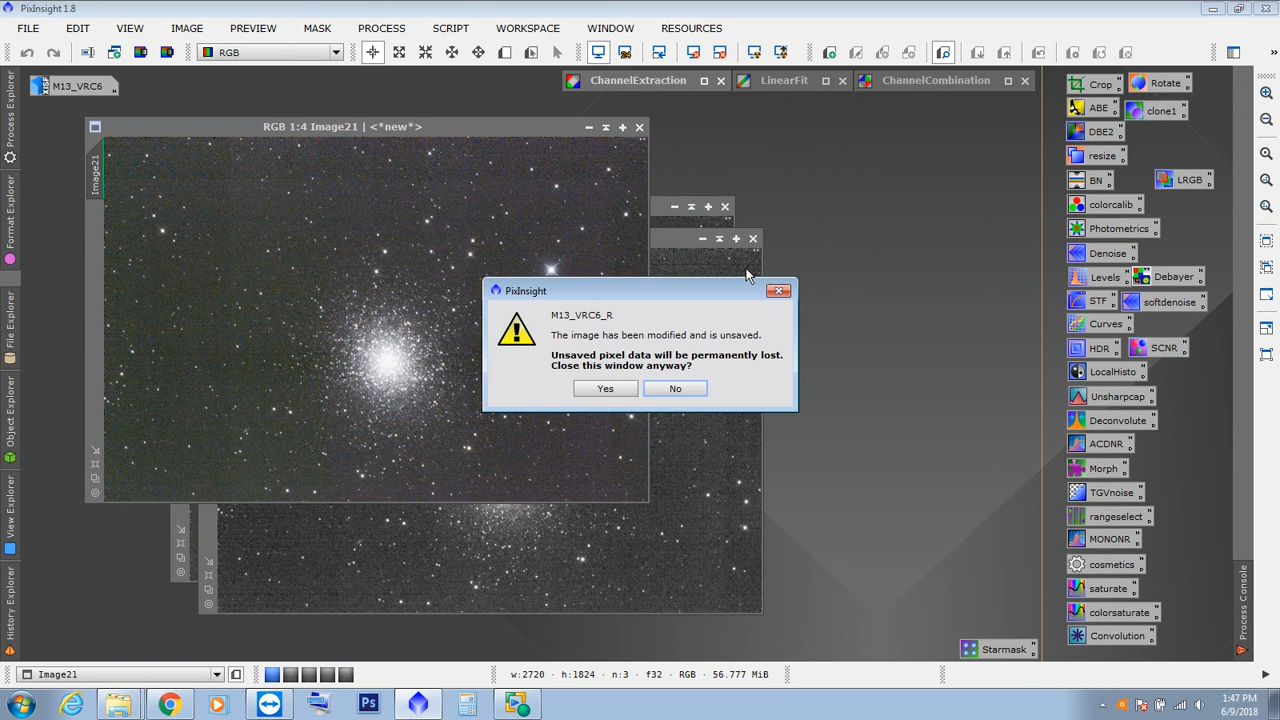 PixInsight 1.8
FILE EDIT VIEW IMAGE PREVIEW MASK PROCESS SCRIPT WORKSPACE WINDOW RESOURCES
RGB
M13_VRC6
ChannelExtraction
LinearFit
ChannelCombination
RGB 1:4 Image21 | <*new*>
Image21
Process Explorer
Format Explorer
Object Explorer
View Explorer
History Explorer
PixInsight
M13_VRC6_R
The image has been modified and is unsaved.
Unsaved pixel data will be permanently lost.
Close this window anyway?
Yes No
Crop
Rotate
ABE
clone1
DBE2
resize
BN
LRGB
colorcalib
Photometrics
Denoise
Levels
Debayer
STF
softdenoise
Curves
HDR
SCNR
LocalHisto
Unsharpcap
Deconvolute
ACDNR
Morph
TGVnoise
rangeselect
MONONR
cosmetics
saturate
colorsaturate
Convolution
Starmask
Process Console
Image21
w:2720 h:1824 n:3 f32 RGB 56.777 MiB
Ps
1:47 PM
6/9/2018